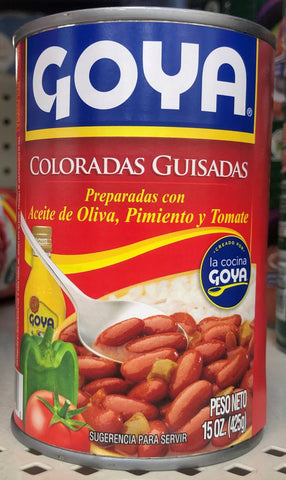 GOYA®
COLORADAS GUISADAS
Preparadas con
Aceite de Oliva, Pimiento y Tomate
CREADO POR
la cocina
GOYA
GOYA
PESO NETO
15 OZ. (425g)
SUGERENCIA PARA SERVIR